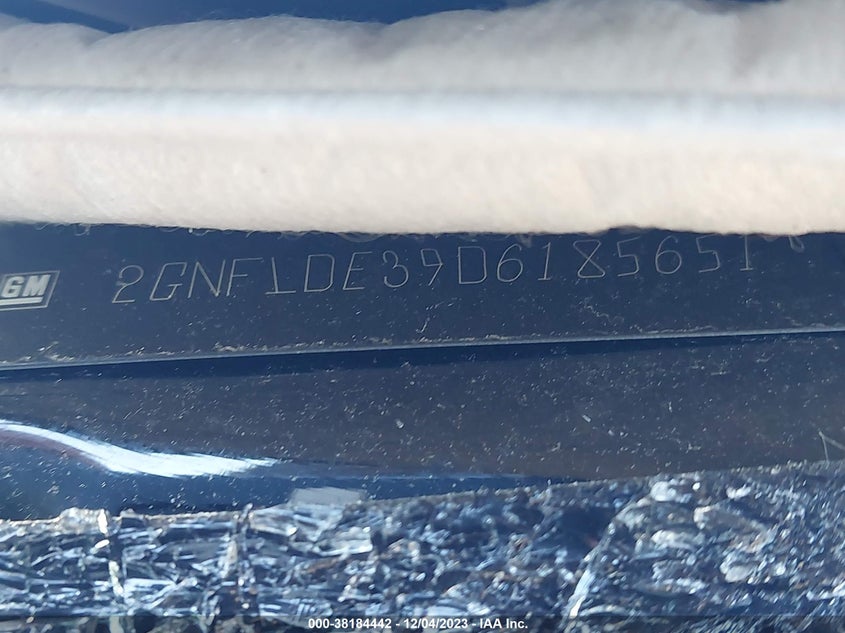 GM 2GNFLDE39D6185651
000-38184442 - 12/04/2023 - IAA Inc.